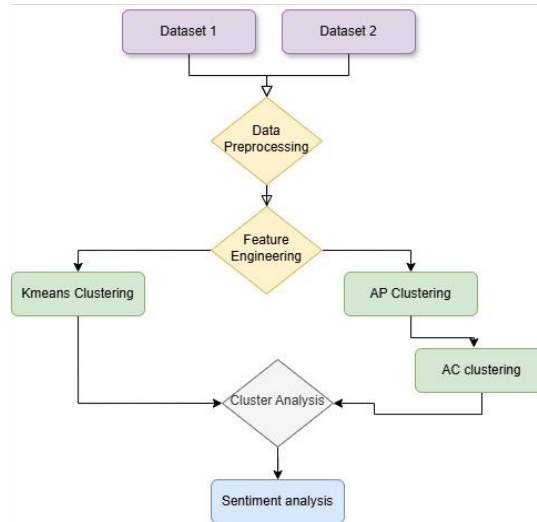 Dataset 1
Dataset 2
Data
Preprocessing
Feature
Engineering
Kmeans Clustering
AP Clustering
AC clustering
Cluster Analysis
Sentiment analysis